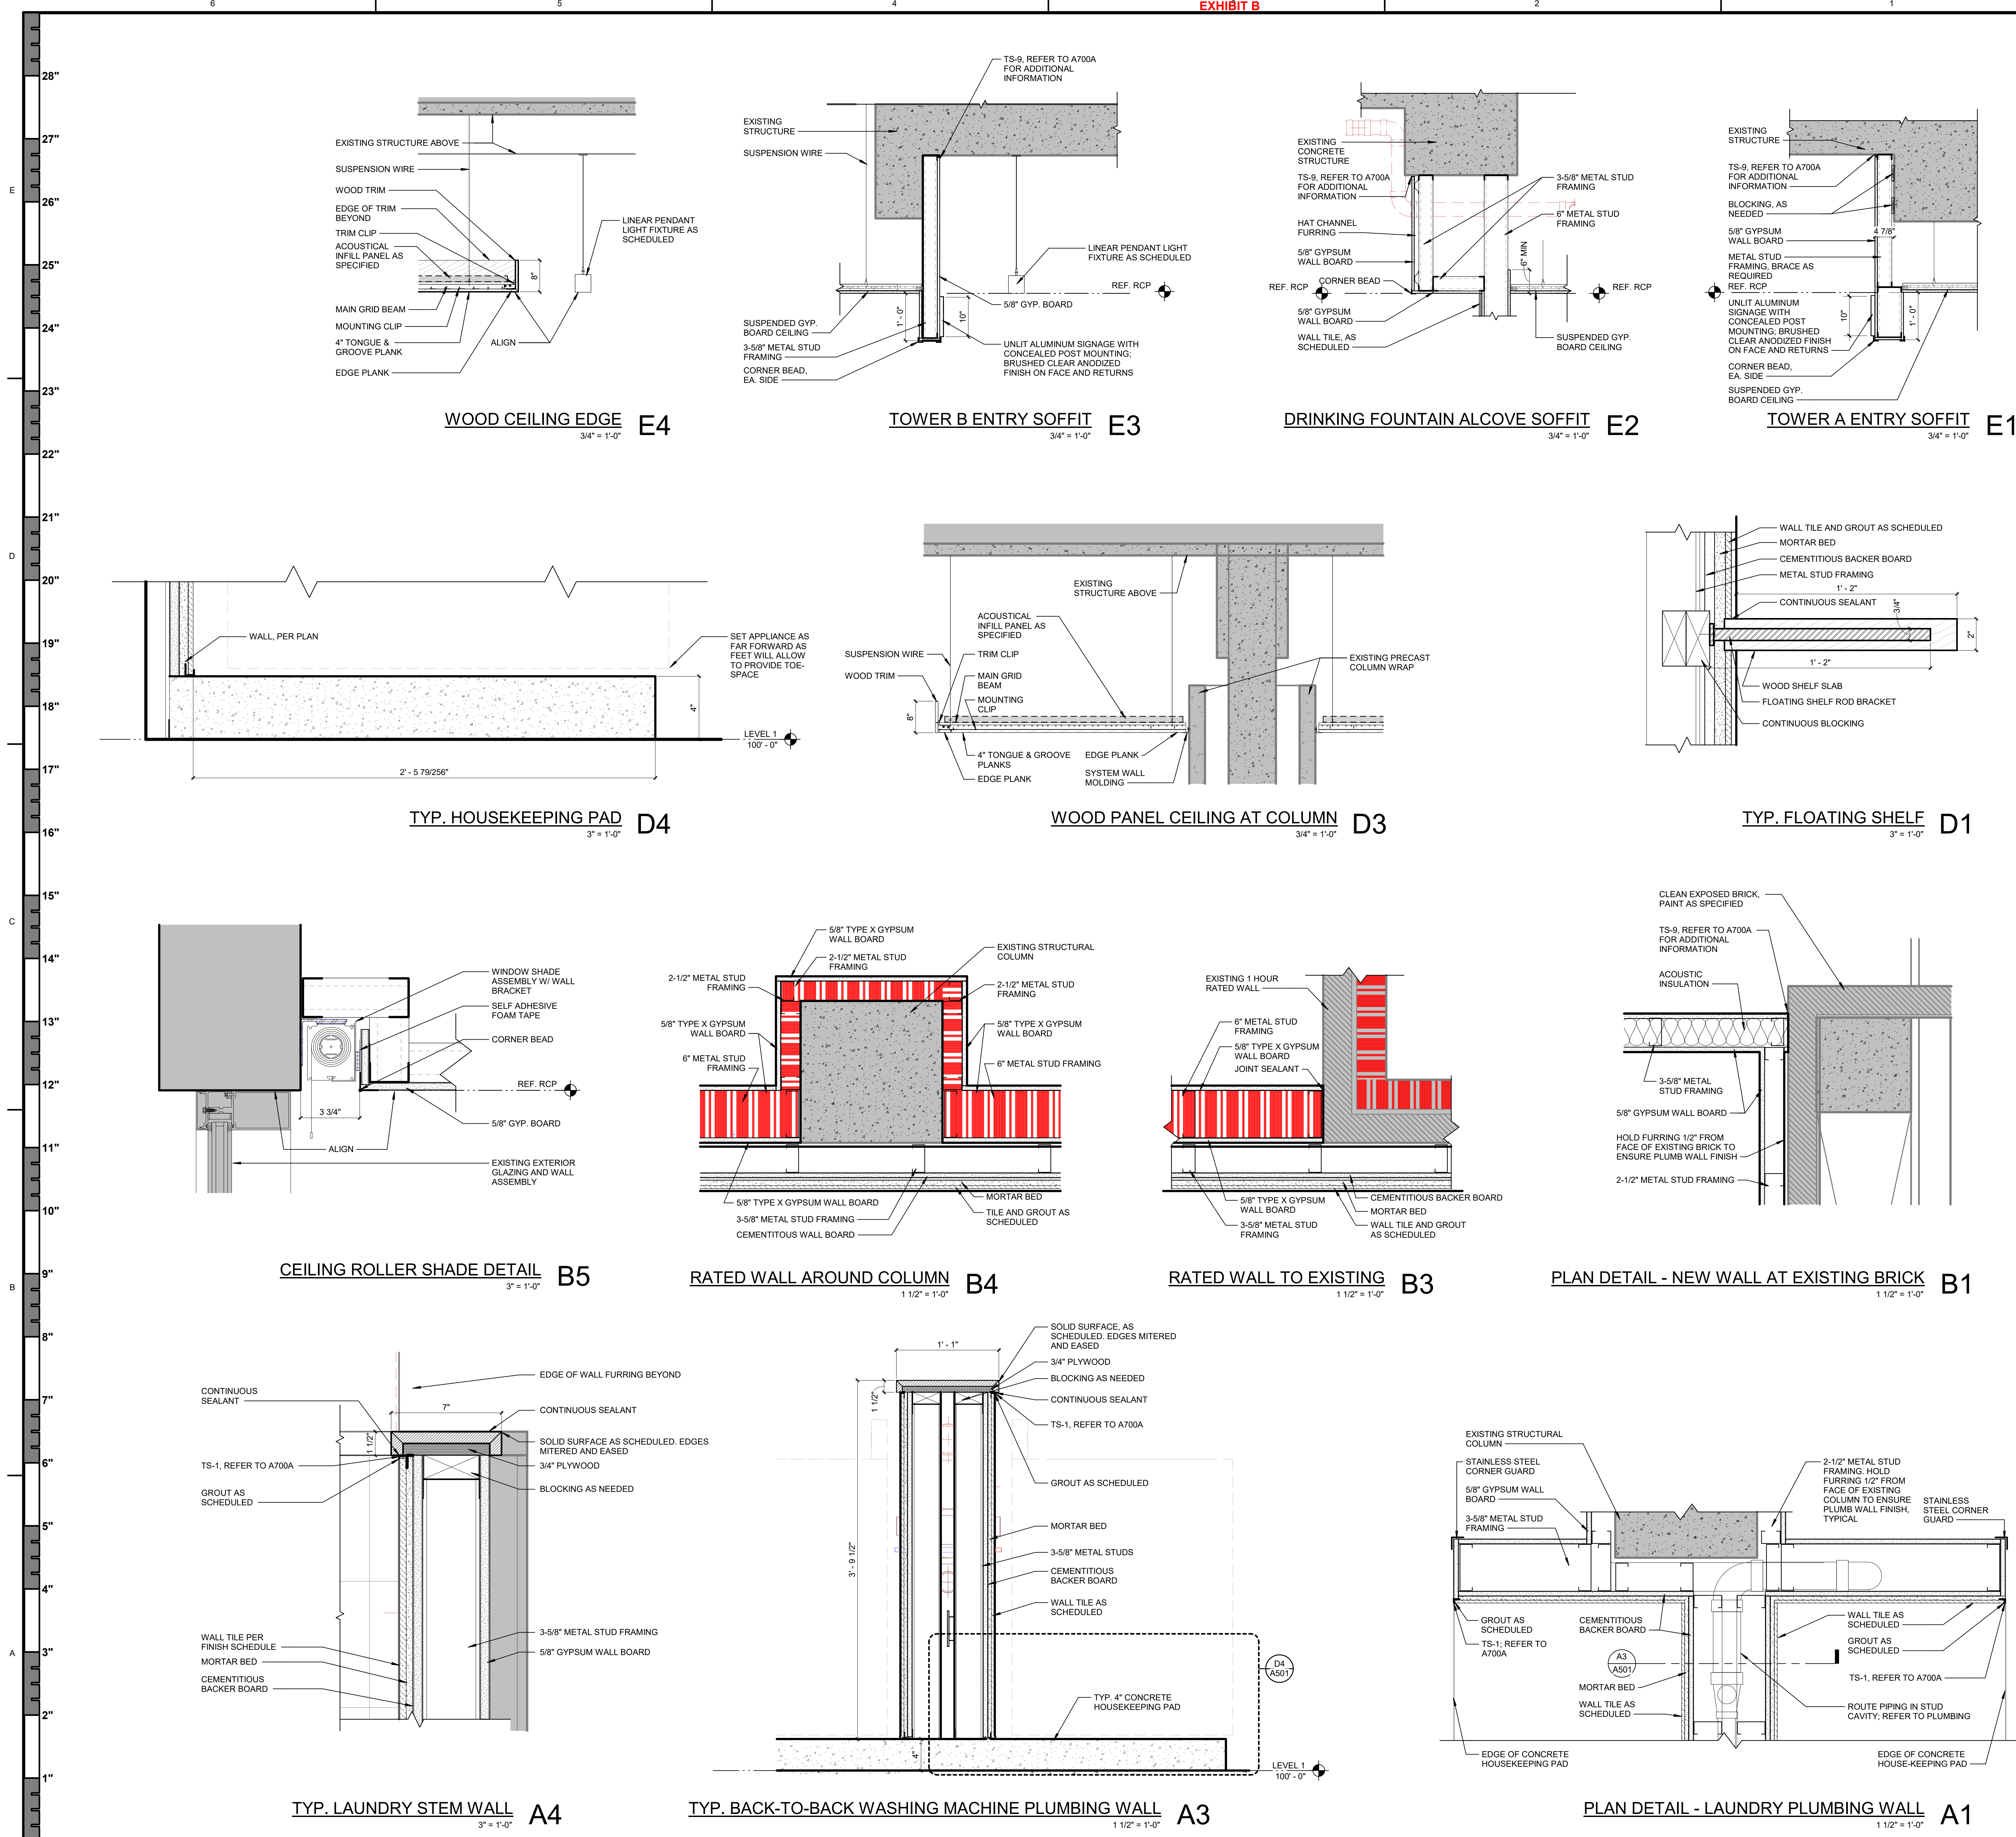 6
5
4
EXHIBIT B
2
1
28"
27"
26"
25"
24"
23"
22"
21"
20"
19"
18"
17"
16"
15"
14"
13"
12"
11"
10"
9"
8"
7"
6"
5"
4"
3"
2"
1"
E
D
C
B
A
EXISTING STRUCTURE ABOVE
SUSPENSION WIRE
WOOD TRIM
EDGE OF TRIM
BEYOND
TRIM CLIP
ACOUSTICAL
INFILL PANEL AS
SPECIFIED
MAIN GRID BEAM
MOUNTING CLIP
4" TONGUE &
GROOVE PLANK
EDGE PLANK
8"
ALIGN
LINEAR PENDANT
LIGHT FIXTURE AS
SCHEDULED
WOOD CEILING EDGE E4
3/4" = 1'-0"
TS-9, REFER TO A700A
FOR ADDITIONAL
INFORMATION
EXISTING
STRUCTURE
SUSPENSION WIRE
LINEAR PENDANT LIGHT
FIXTURE AS SCHEDULED
REF. RCP
5/8" GYP. BOARD
1' - 0"
10"
SUSPENDED GYP.
BOARD CEILING
3-5/8" METAL STUD
FRAMING
CORNER BEAD,
EA. SIDE
UNLIT ALUMINUM SIGNAGE WITH
CONCEALED POST MOUNTING;
BRUSHED CLEAR ANODIZED
FINISH ON FACE AND RETURNS
TOWER B ENTRY SOFFIT E3
3/4" = 1'-0"
EXISTING
CONCRETE
STRUCTURE
TS-9, REFER TO A700A
FOR ADDITIONAL
INFORMATION
HAT CHANNEL
FURRING
5/8" GYPSUM
WALL BOARD
CORNER BEAD
REF. RCP
5/8" GYPSUM
WALL BOARD
WALL TILE, AS
SCHEDULED
3-5/8" METAL STUD
FRAMING
6" METAL STUD
FRAMING
6" MIN
REF. RCP
SUSPENDED GYP.
BOARD CEILING
DRINKING FOUNTAIN ALCOVE SOFFIT E2
3/4" = 1'-0"
EXISTING
STRUCTURE
TS-9, REFER TO A700A
FOR ADDITIONAL
INFORMATION
BLOCKING, AS
NEEDED
5/8" GYPSUM
WALL BOARD
4 7/8"
METAL STUD
FRAMING, BRACE AS
REQUIRED
REF. RCP
UNLIT ALUMINUM
SIGNAGE WITH
CONCEALED POST
MOUNTING; BRUSHED
CLEAR ANODIZED FINISH
ON FACE AND RETURNS
10"
1' - 0"
CORNER BEAD,
EA. SIDE
SUSPENDED GYP.
BOARD CEILING
TOWER A ENTRY SOFFIT E1
3/4" = 1'-0"
WALL, PER PLAN
SET APPLIANCE AS
FAR FORWARD AS
FEET WILL ALLOW
TO PROVIDE TOE-
SPACE
4"
LEVEL 1
100' - 0"
2' - 5 79/256"
TYP. HOUSEKEEPING PAD D4
3" = 1'-0"
EXISTING
STRUCTURE ABOVE
ACOUSTICAL
INFILL PANEL AS
SPECIFIED
SUSPENSION WIRE
TRIM CLIP
WOOD TRIM
MAIN GRID
BEAM
MOUNTING
CLIP
8"
EXISTING PRECAST
COLUMN WRAP
4" TONGUE & GROOVE
PLANKS
EDGE PLANK
EDGE PLANK
SYSTEM WALL
MOLDING
WOOD PANEL CEILING AT COLUMN D3
3/4" = 1'-0"
WALL TILE AND GROUT AS SCHEDULED
MORTAR BED
CEMENTITIOUS BACKER BOARD
METAL STUD FRAMING
1' - 2"
CONTINUOUS SEALANT
3/4"
2"
1' - 2"
WOOD SHELF SLAB
FLOATING SHELF ROD BRACKET
CONTINUOUS BLOCKING
TYP. FLOATING SHELF D1
3" = 1'-0"
WINDOW SHADE
ASSEMBLY W/ WALL
BRACKET
SELF ADHESIVE
FOAM TAPE
CORNER BEAD
REF. RCP
3 3/4"
5/8" GYP. BOARD
ALIGN
EXISTING EXTERIOR
GLAZING AND WALL
ASSEMBLY
CEILING ROLLER SHADE DETAIL B5
3" = 1'-0"
5/8" TYPE X GYPSUM
WALL BOARD
2-1/2" METAL STUD
FRAMING
EXISTING STRUCTURAL
COLUMN
2-1/2" METAL STUD
FRAMING
2-1/2" METAL STUD
FRAMING
5/8" TYPE X GYPSUM
WALL BOARD
5/8" TYPE X GYPSUM
WALL BOARD
6" METAL STUD
FRAMING
6" METAL STUD FRAMING
5/8" TYPE X GYPSUM WALL BOARD
3-5/8" METAL STUD FRAMING
CEMENTITOUS WALL BOARD
MORTAR BED
TILE AND GROUT AS
SCHEDULED
RATED WALL AROUND COLUMN B4
1 1/2" = 1'-0"
EXISTING 1 HOUR
RATED WALL
6" METAL STUD
FRAMING
5/8" TYPE X GYPSUM
WALL BOARD
JOINT SEALANT
5/8" TYPE X GYPSUM
WALL BOARD
3-5/8" METAL STUD
FRAMING
CEMENTITIOUS BACKER BOARD
MORTAR BED
WALL TILE AND GROUT
AS SCHEDULED
RATED WALL TO EXISTING B3
1 1/2" = 1'-0"
CLEAN EXPOSED BRICK,
PAINT AS SPECIFIED
TS-9, REFER TO A700A
FOR ADDITIONAL
INFORMATION
ACOUSTIC
INSULATION
3-5/8" METAL
STUD FRAMING
5/8" GYPSUM WALL BOARD
HOLD FURRING 1/2" FROM
FACE OF EXISTING BRICK TO
ENSURE PLUMB WALL FINISH
2-1/2" METAL STUD FRAMING
PLAN DETAIL - NEW WALL AT EXISTING BRICK B1
1 1/2" = 1'-0"
EDGE OF WALL FURRING BEYOND
CONTINUOUS
SEALANT
7"
CONTINUOUS SEALANT
1 1/2"
SOLID SURFACE AS SCHEDULED. EDGES
MITERED AND EASED
TS-1, REFER TO A700A
3/4" PLYWOOD
GROUT AS
SCHEDULED
BLOCKING AS NEEDED
WALL TILE PER
FINISH SCHEDULE
MORTAR BED
CEMENTITIOUS
BACKER BOARD
3-5/8" METAL STUD FRAMING
5/8" GYPSUM WALL BOARD
TYP. LAUNDRY STEM WALL A4
3" = 1'-0"
1' - 1"
SOLID SURFACE, AS
SCHEDULED. EDGES MITERED
AND EASED
3/4" PLYWOOD
BLOCKING AS NEEDED
CONTINUOUS SEALANT
TS-1, REFER TO A700A
1 1/2"
3' - 9 1/2"
GROUT AS SCHEDULED
MORTAR BED
3-5/8" METAL STUDS
CEMENTITIOUS
BACKER BOARD
WALL TILE AS
SCHEDULED
D4
A501
TYP. 4" CONCRETE
HOUSEKEEPING PAD
4"
LEVEL 1
100' - 0"
TYP. BACK-TO-BACK WASHING MACHINE PLUMBING WALL A3
1 1/2" = 1'-0"
EXISTING STRUCTURAL
COLUMN
STAINLESS STEEL
CORNER GUARD
5/8" GYPSUM WALL
BOARD
3-5/8" METAL STUD
FRAMING
2-1/2" METAL STUD
FRAMING. HOLD
FURRING 1/2" FROM
FACE OF EXISTING
COLUMN TO ENSURE
PLUMB WALL FINISH,
TYPICAL
STAINLESS
STEEL CORNER
GUARD
GROUT AS
SCHEDULED
TS-1; REFER TO
A700A
CEMENTITIOUS
BACKER BOARD
A3
A501
MORTAR BED
WALL TILE AS
SCHEDULED
WALL TILE AS
SCHEDULED
GROUT AS
SCHEDULED
TS-1, REFER TO A700A
ROUTE PIPING IN STUD
CAVITY; REFER TO PLUMBING
EDGE OF CONCRETE
HOUSEKEEPING PAD
EDGE OF CONCRETE
HOUSE-KEEPING PAD
PLAN DETAIL - LAUNDRY PLUMBING WALL A1
1 1/2" = 1'-0"